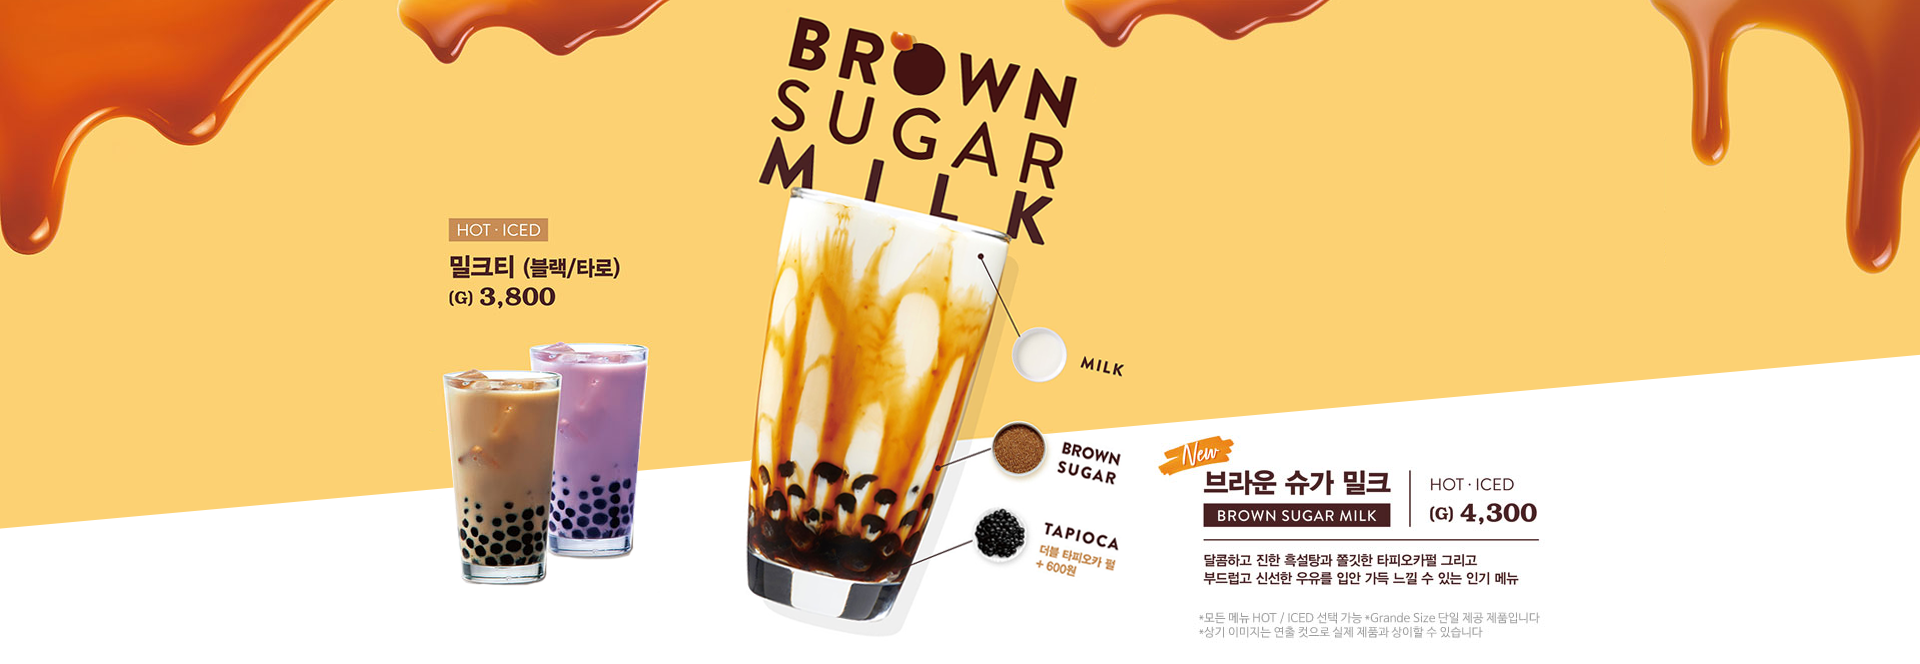 BROWN
SUGAR
MILK
HOT · ICED
밀크티 (블랙/타로)
(G) 3,800
MILK
BROWN
SUGAR
TAPIOCA
더블 타피오카 펄
+ 600원
New
브라운 슈가 밀크
BROWN SUGAR MILK
HOT · ICED
(G) 4,300
달콤하고 진한 흑설탕과 쫄깃한 타피오카펄 그리고
부드럽고 신선한 우유를 입안 가득 느낄 수 있는 인기 메뉴
*모든 메뉴 HOT / ICED 선택 가능 *Grande Size 단일 제공 제품입니다
*상기 이미지는 연출 컷으로 실제 제품과 상이할 수 있습니다